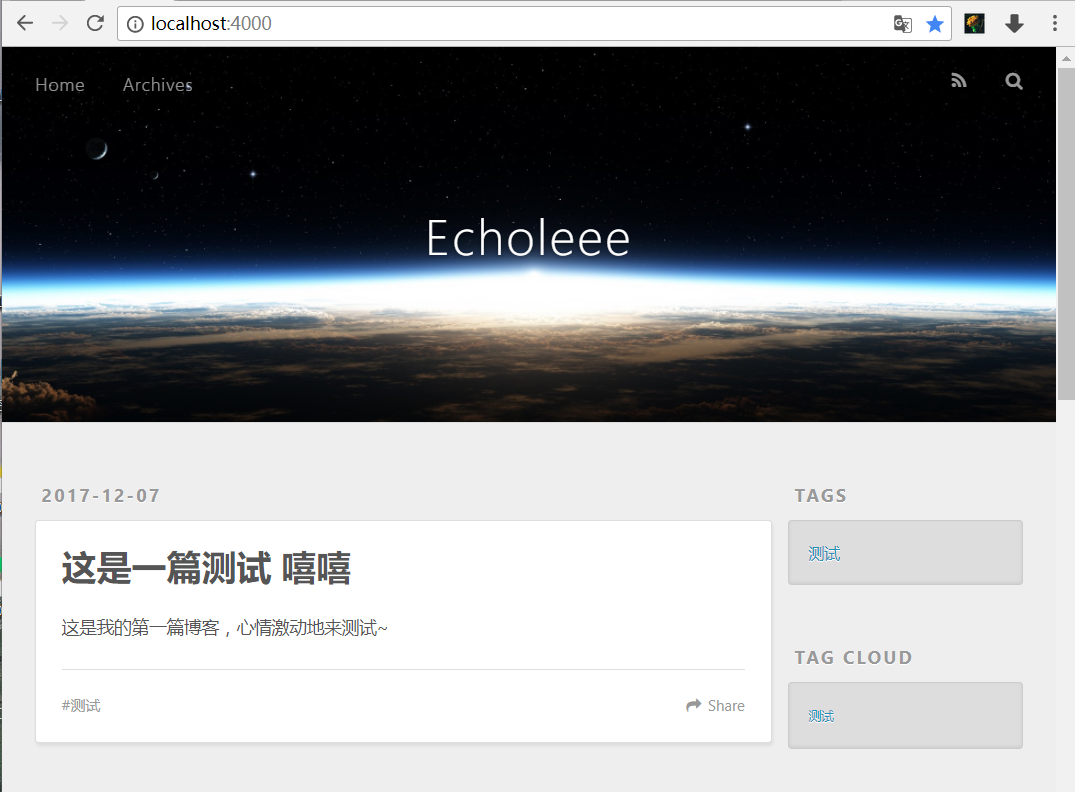 localhost:4000
Home Archives
Echoleee
2017-12-07
这是一篇测试 嘻嘻
这是我的第一篇博客，心情激动地来测试~
#测试 Share
TAGS
测试
TAG CLOUD
测试